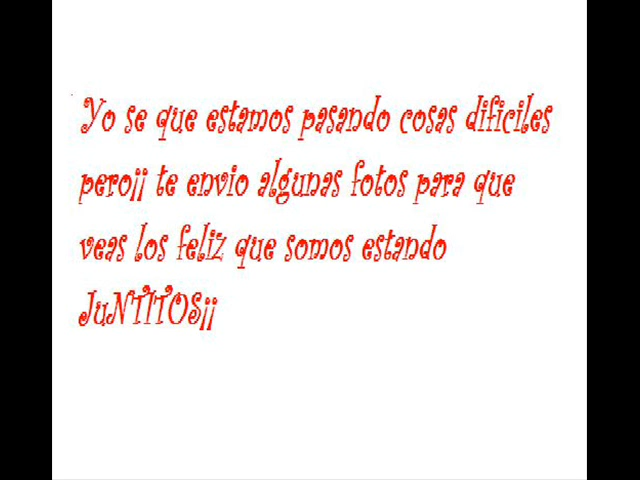 Yo se que estamos pasando cosas dificiles
pero¡¡ te envio algunas fotos para que
veas los feliz que somos estando
JuNTITOS¡¡